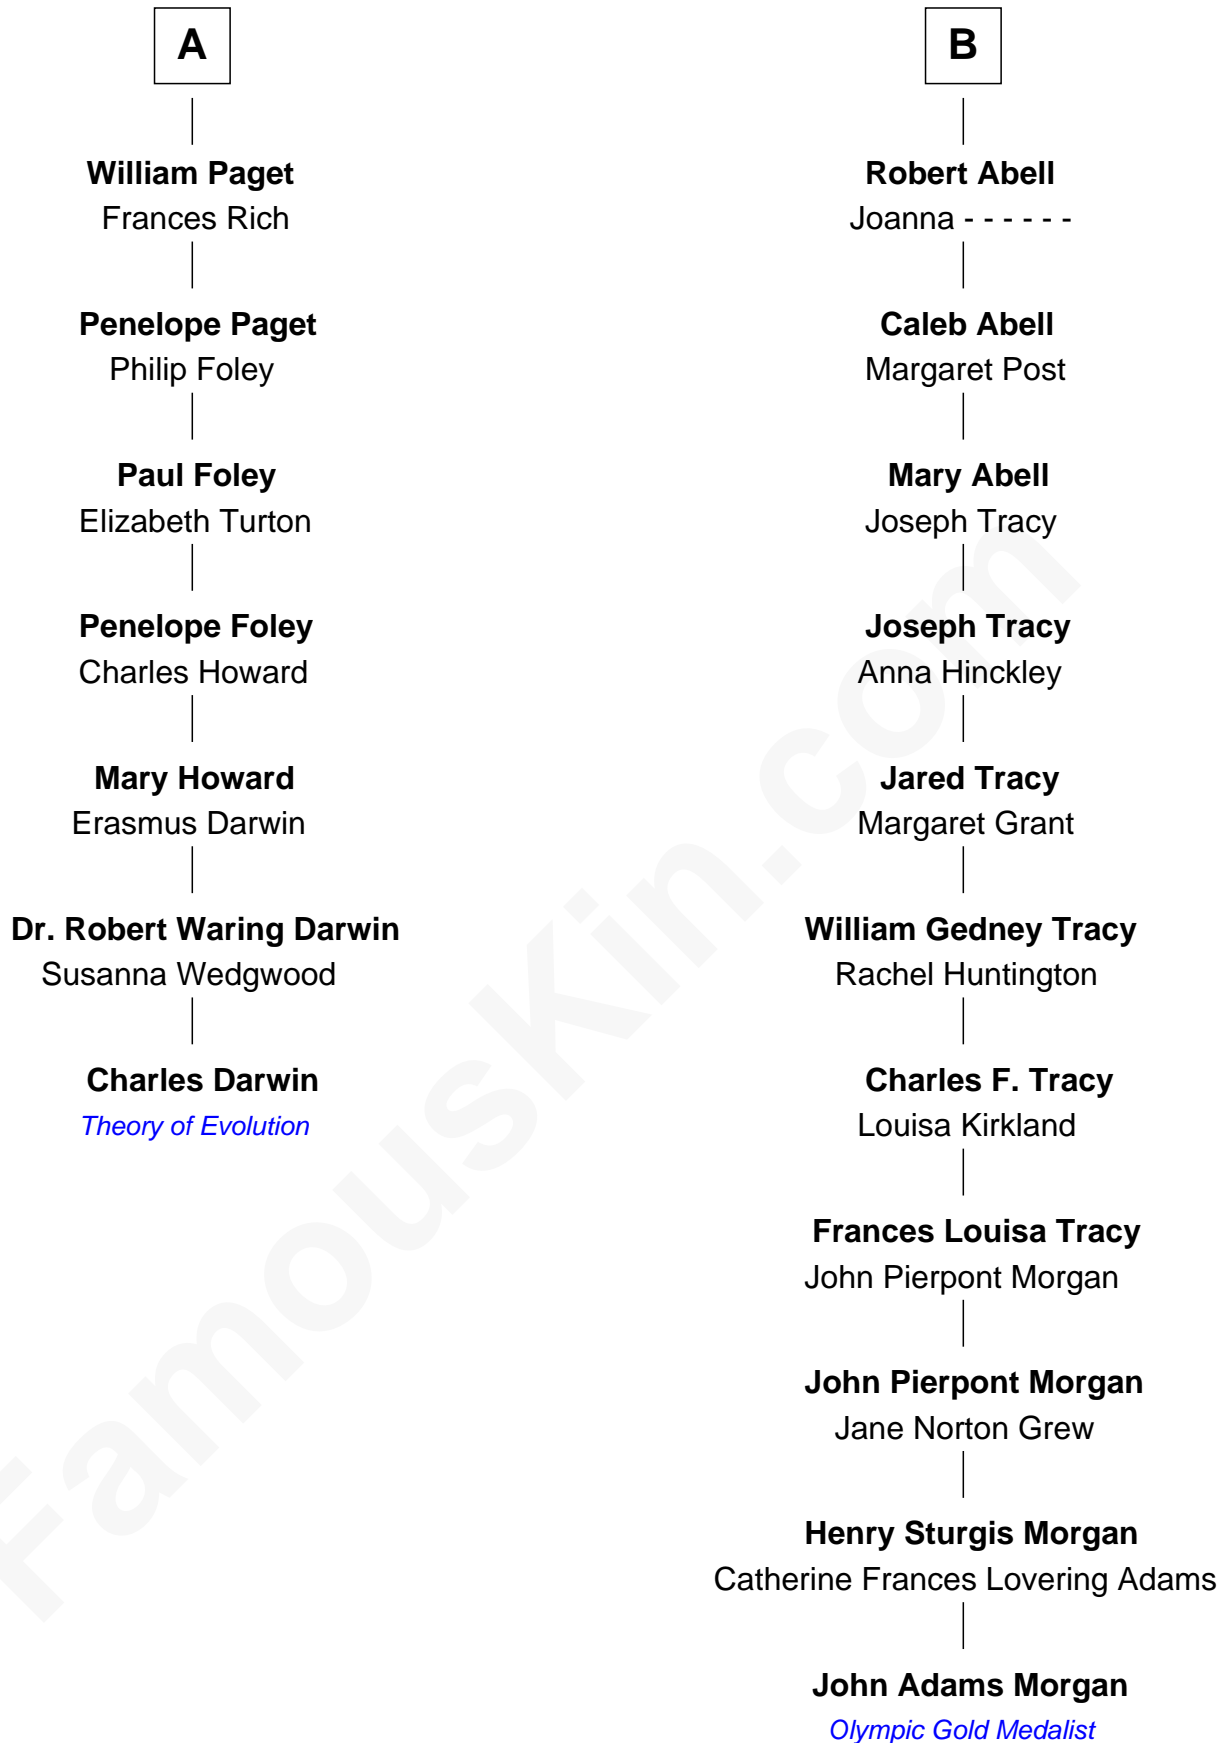 A
William Paget
Frances Rich
Penelope Paget
Philip Foley
Paul Foley
Elizabeth Turton
Penelope Foley
Charles Howard
Mary Howard
Erasmus Darwin
Dr. Robert Waring Darwin
Susanna Wedgwood
Charles Darwin
Theory of Evolution
B
Robert Abell
Joanna - - - - - -
Caleb Abell
Margaret Post
Mary Abell
Joseph Tracy
Joseph Tracy
Anna Hinckley
Jared Tracy
Margaret Grant
William Gedney Tracy
Rachel Huntington
Charles F. Tracy
Louisa Kirkland
Frances Louisa Tracy
John Pierpont Morgan
John Pierpont Morgan
Jane Norton Grew
Henry Sturgis Morgan
Catherine Frances Lovering Adams
John Adams Morgan
Olympic Gold Medalist
FamousKin.com